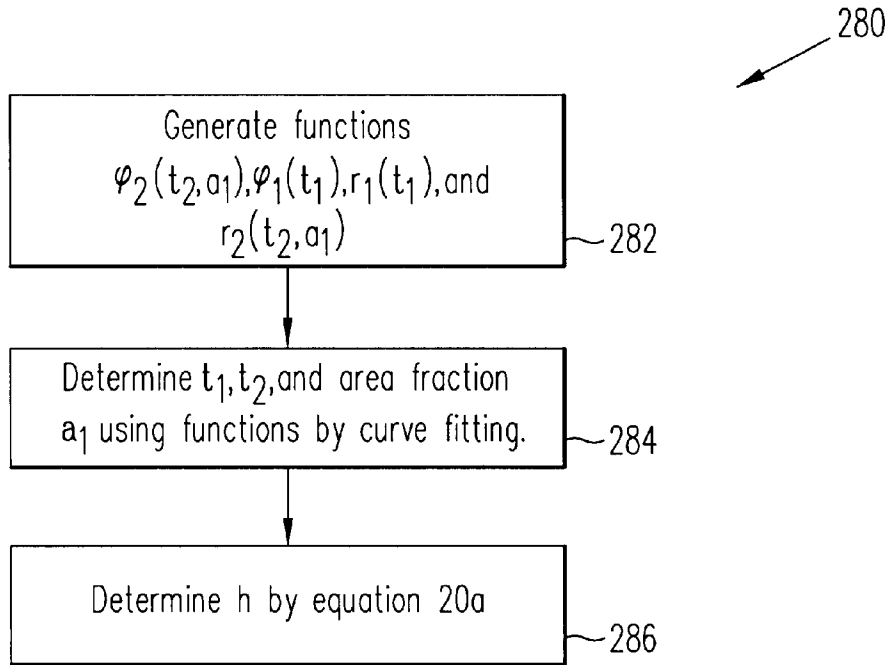 280
Generate functions
φ₂(t₂,a₁),φ₁(t₁),r₁(t₁),and
r₂(t₂,a₁)
282
Determine t₁,t₂,and area fraction
a₁ using functions by curve fitting.
284
Determine h by equation 20a
286